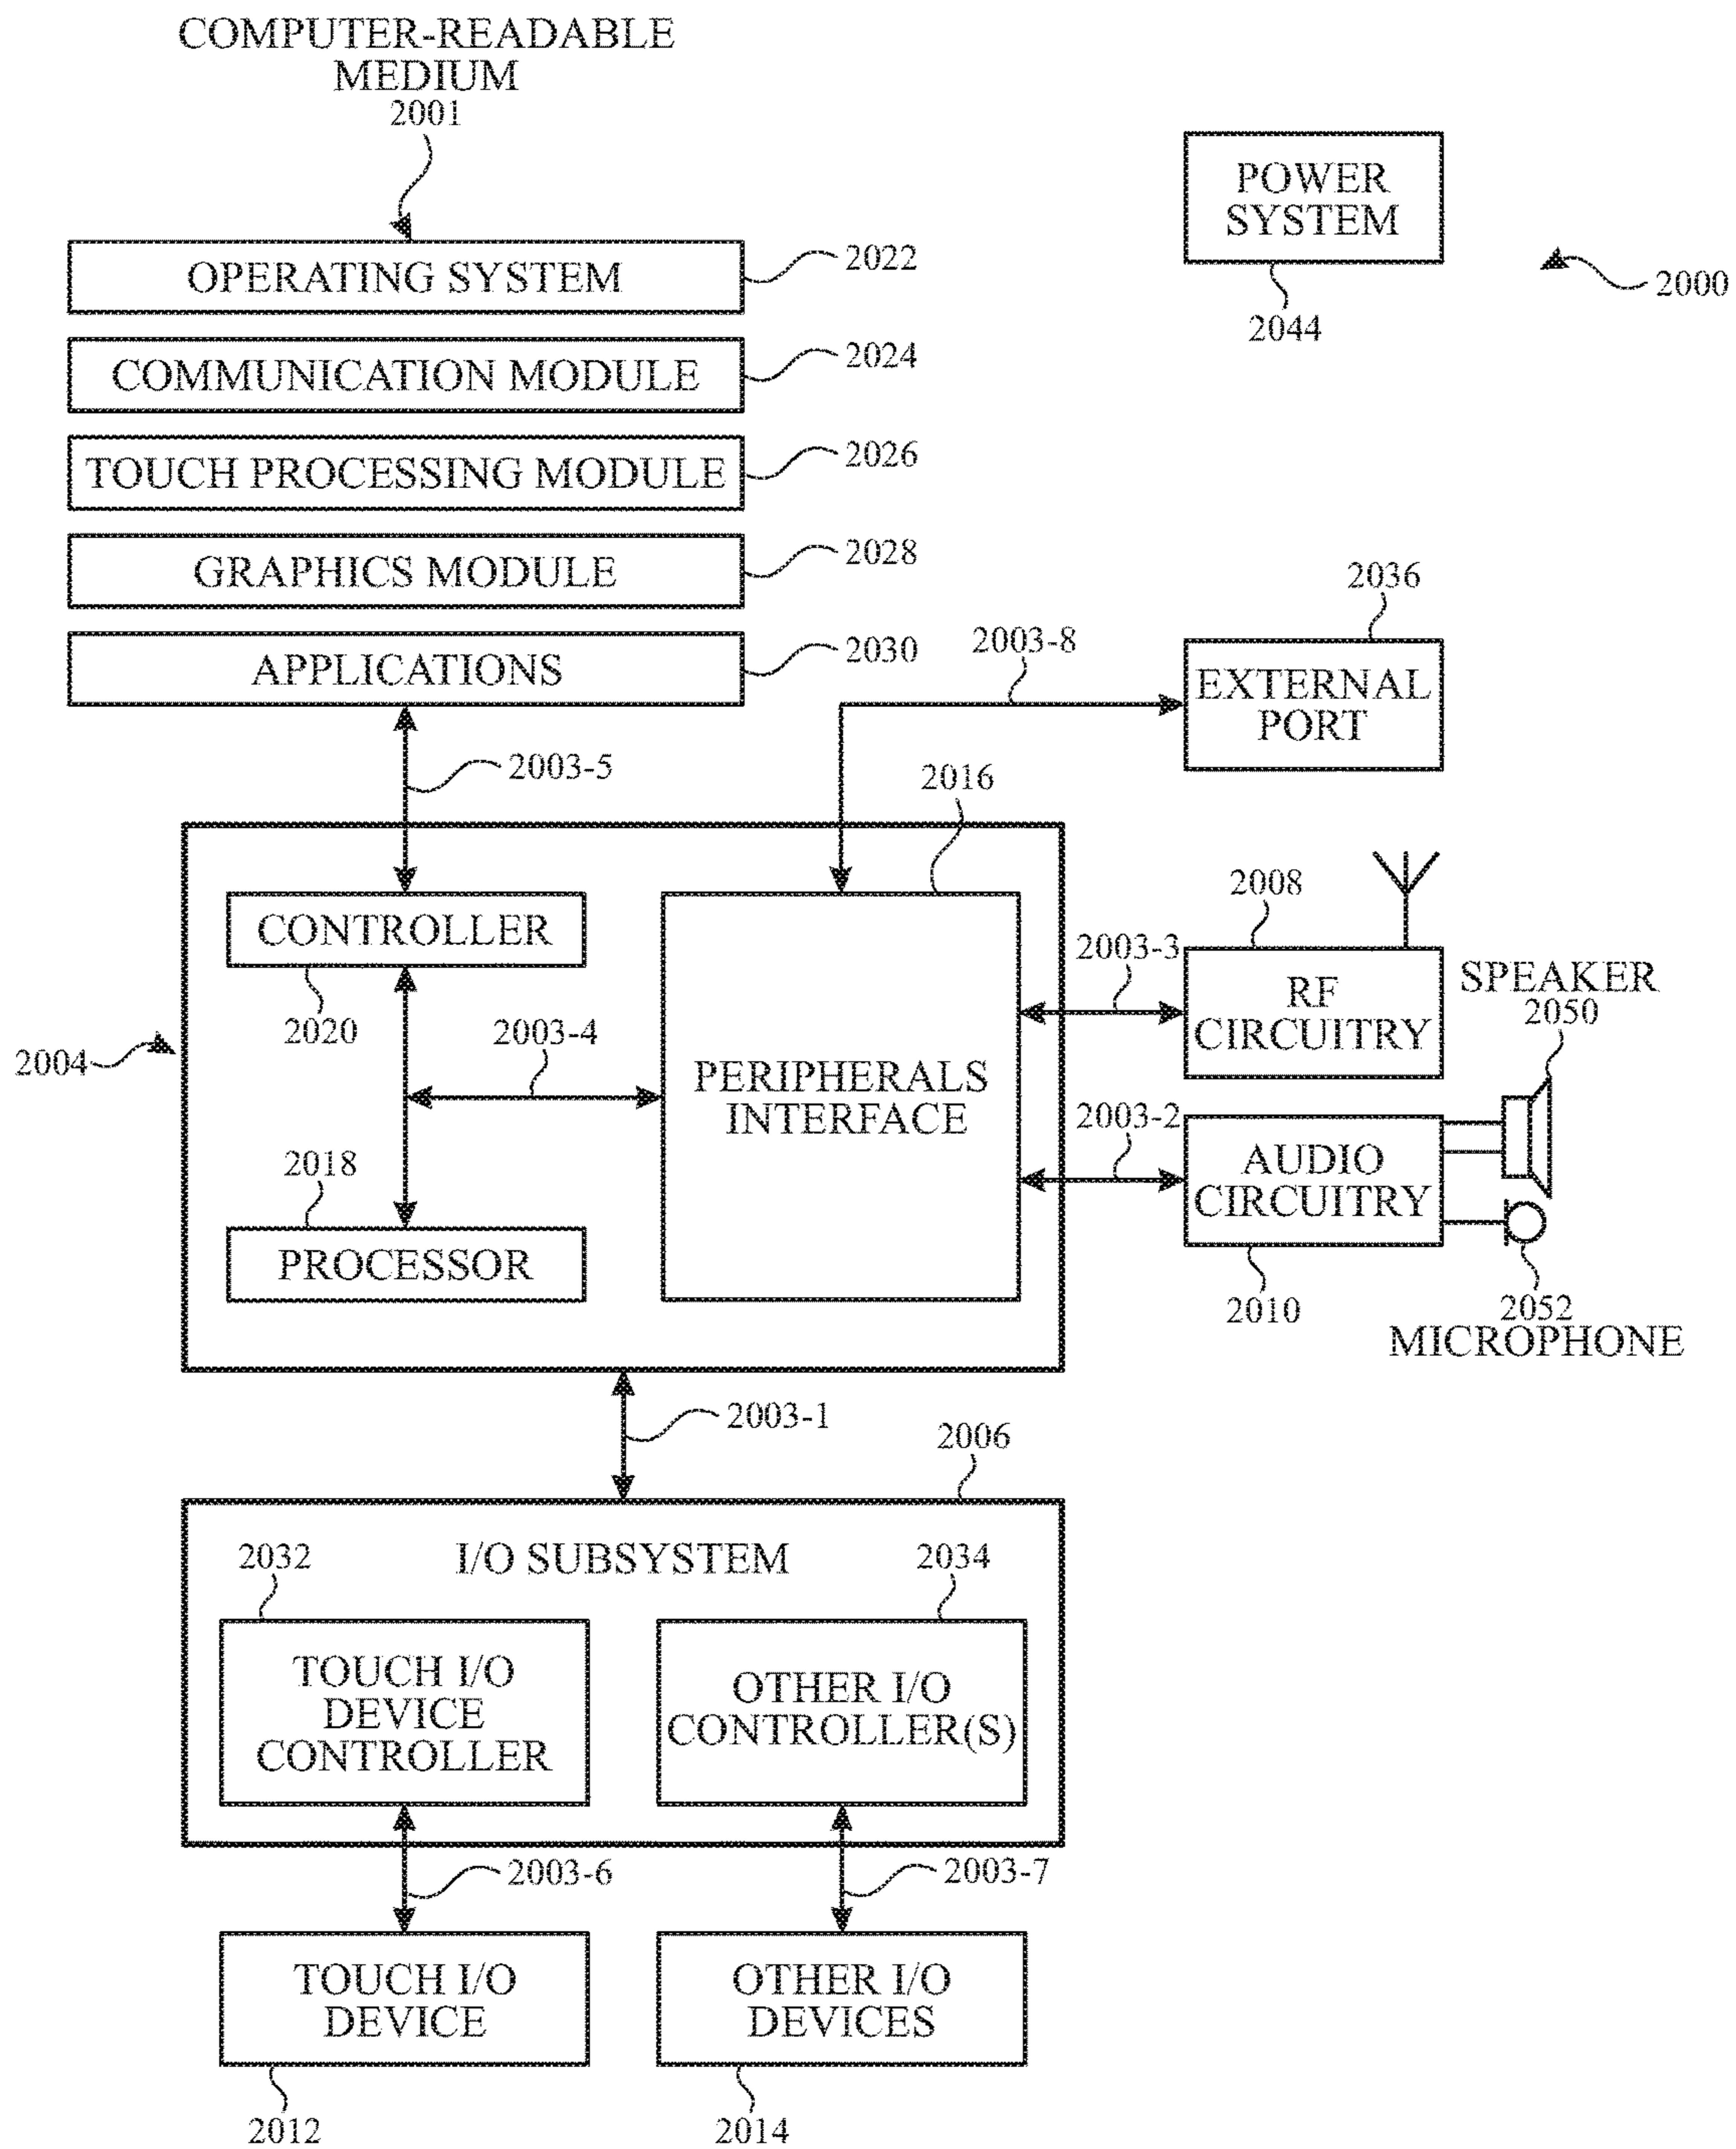 COMPUTER-READABLE
MEDIUM
2001
POWER
SYSTEM
2044
2000
OPERATING SYSTEM
2022
COMMUNICATION MODULE
2024
TOUCH PROCESSING MODULE
2026
GRAPHICS MODULE
2028
APPLICATIONS
2030
2003-8
2036
EXTERNAL
PORT
2003-5
2016
2004
CONTROLLER
2020
2003-4
PERIPHERALS
INTERFACE
2018
PROCESSOR
2003-3
2008
RF
CIRCUITRY
SPEAKER
2050
2003-2
AUDIO
CIRCUITRY
2010
2052
MICROPHONE
2003-1
2006
I/O SUBSYSTEM
2032
TOUCH I/O
DEVICE
CONTROLLER
2034
OTHER I/O
CONTROLLER(S)
2003-6
2003-7
TOUCH I/O
DEVICE
2012
OTHER I/O
DEVICES
2014